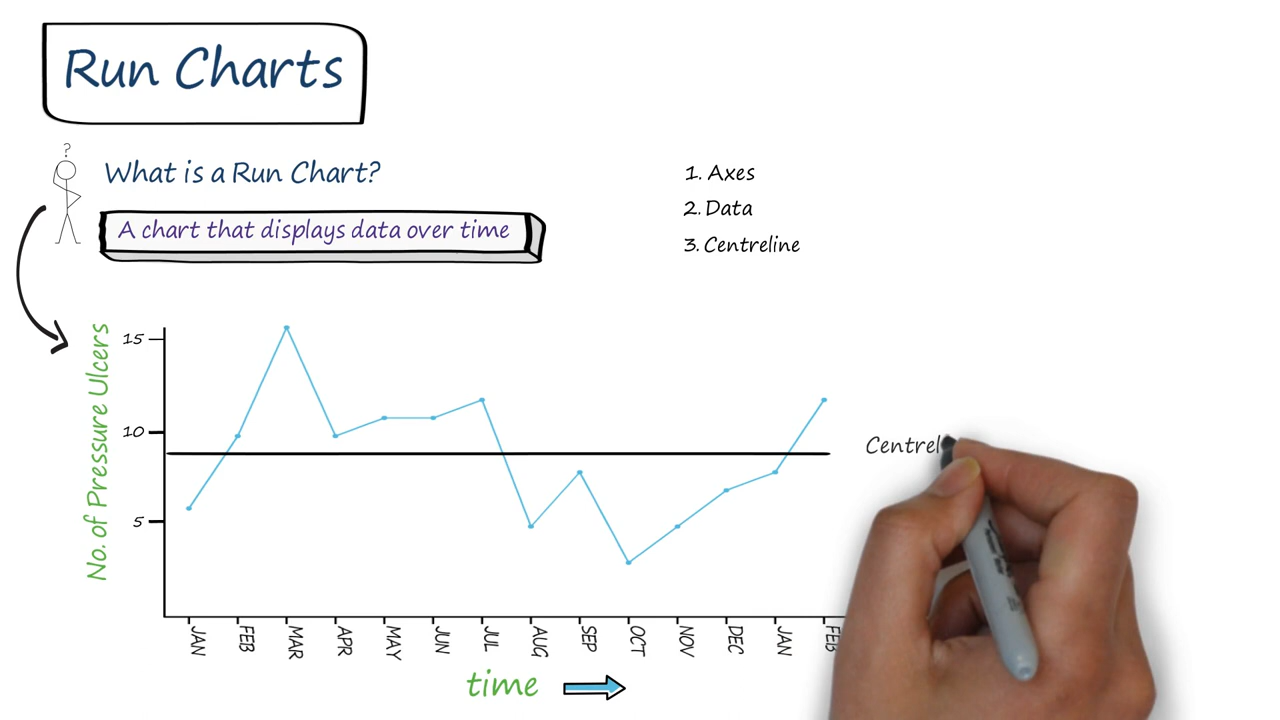 Run Charts
?
What is a Run Chart?
A chart that displays data over time
1. Axes
2. Data
3. Centreline
No. of Pressure Ulcers
15
10
5
Centrel
JAN FEB MAR APR MAY JUN JUL AUG SEP OCT NOV DEC JAN FEB
time